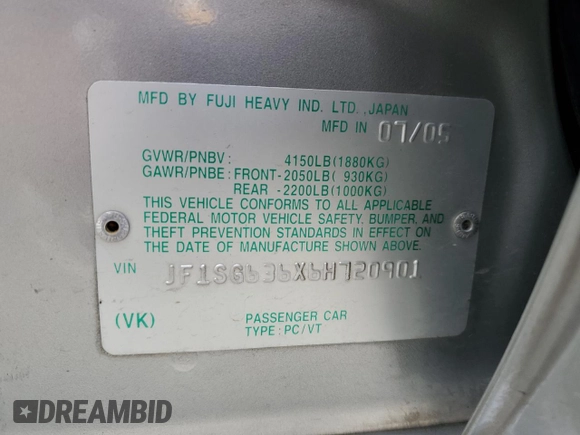 MFD BY FUJI HEAVY IND. LTD.,JAPAN
MFD IN 07/05
GVWR/PNBV: 4150LB(1880KG)
GAWR/PNBE: FRONT-2050LB( 930KG)
REAR -2200LB(1000KG)
THIS VEHICLE CONFORMS TO ALL APPLICABLE
FEDERAL MOTOR VEHICLE SAFETY, BUMPER, AND
THEFT PREVENTION STANDARDS IN EFFECT ON
THE DATE OF MANUFACTURE SHOWN ABOVE.
VIN JF1SG636X6H720901
(VK) PASSENGER CAR
TYPE: PC/VT
DREAMBID